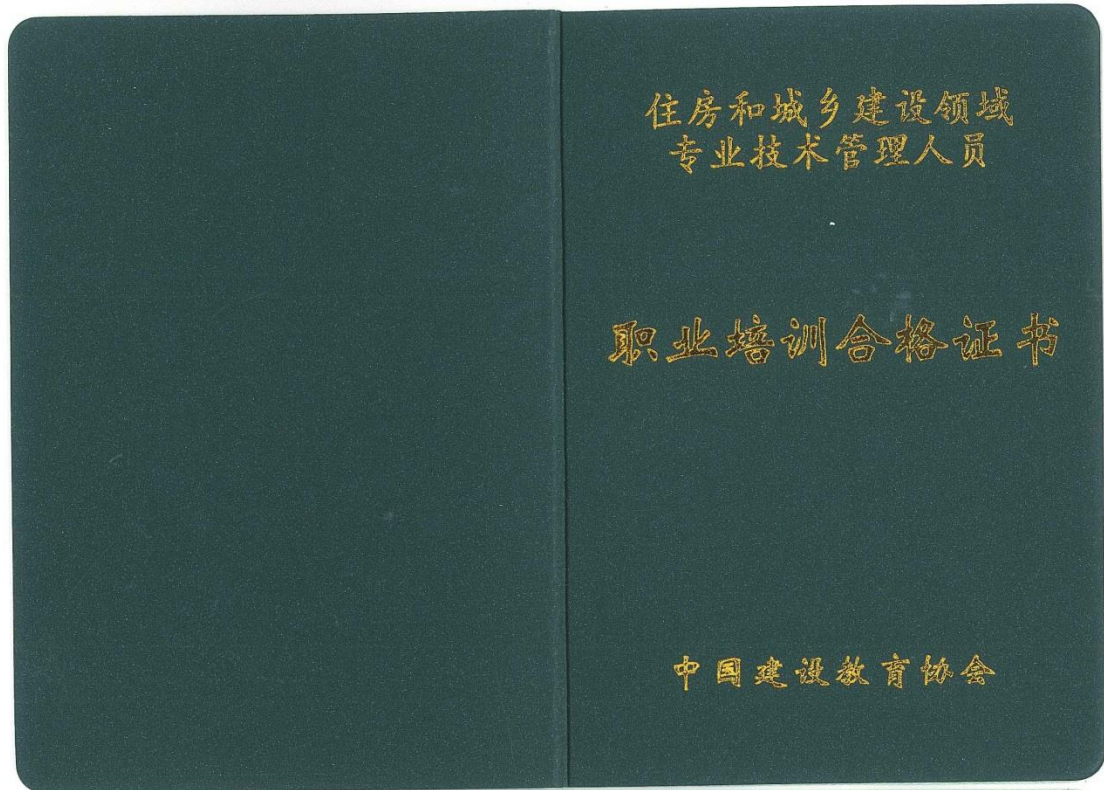 住房和城乡建设领域
专业技术管理人员
职业培训合格证书
中国建设教育协会